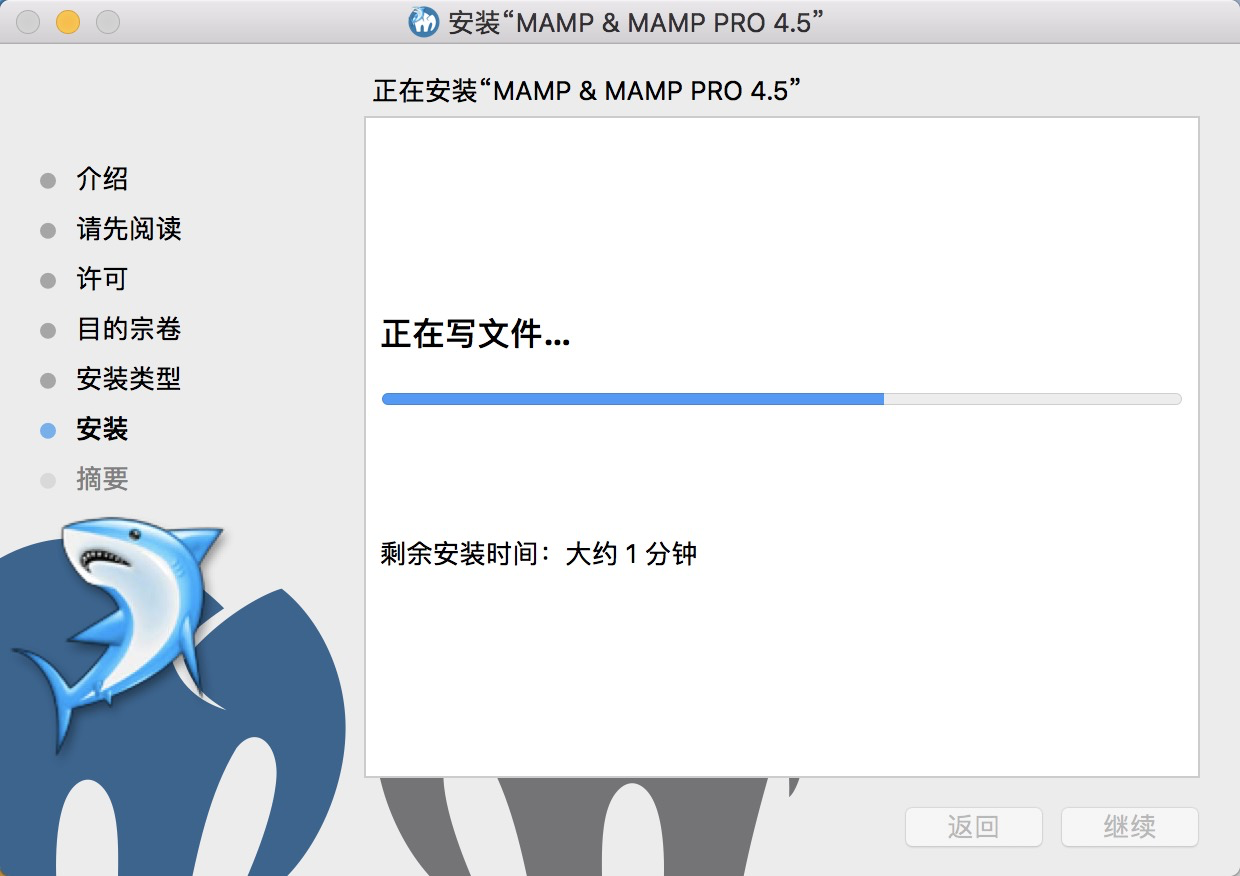 安装“MAMP & MAMP PRO 4.5”
正在安装“MAMP & MAMP PRO 4.5”
介绍
请先阅读
许可
目的宗卷
安装类型
安装
摘要
正在写文件...
剩余安装时间：大约 1 分钟
返回
继续